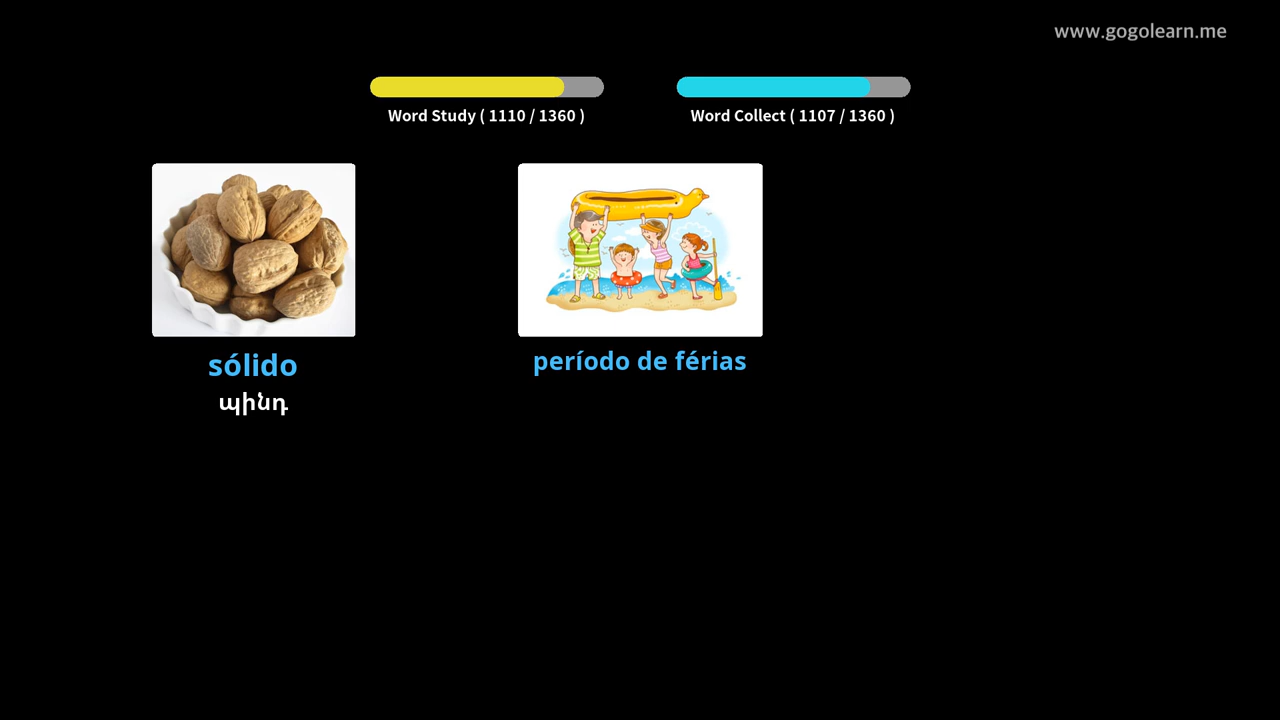 www.gogolearn.me
Word Study ( 1110 / 1360 )
Word Collect ( 1107 / 1360 )
sólido
պինդ
período de férias